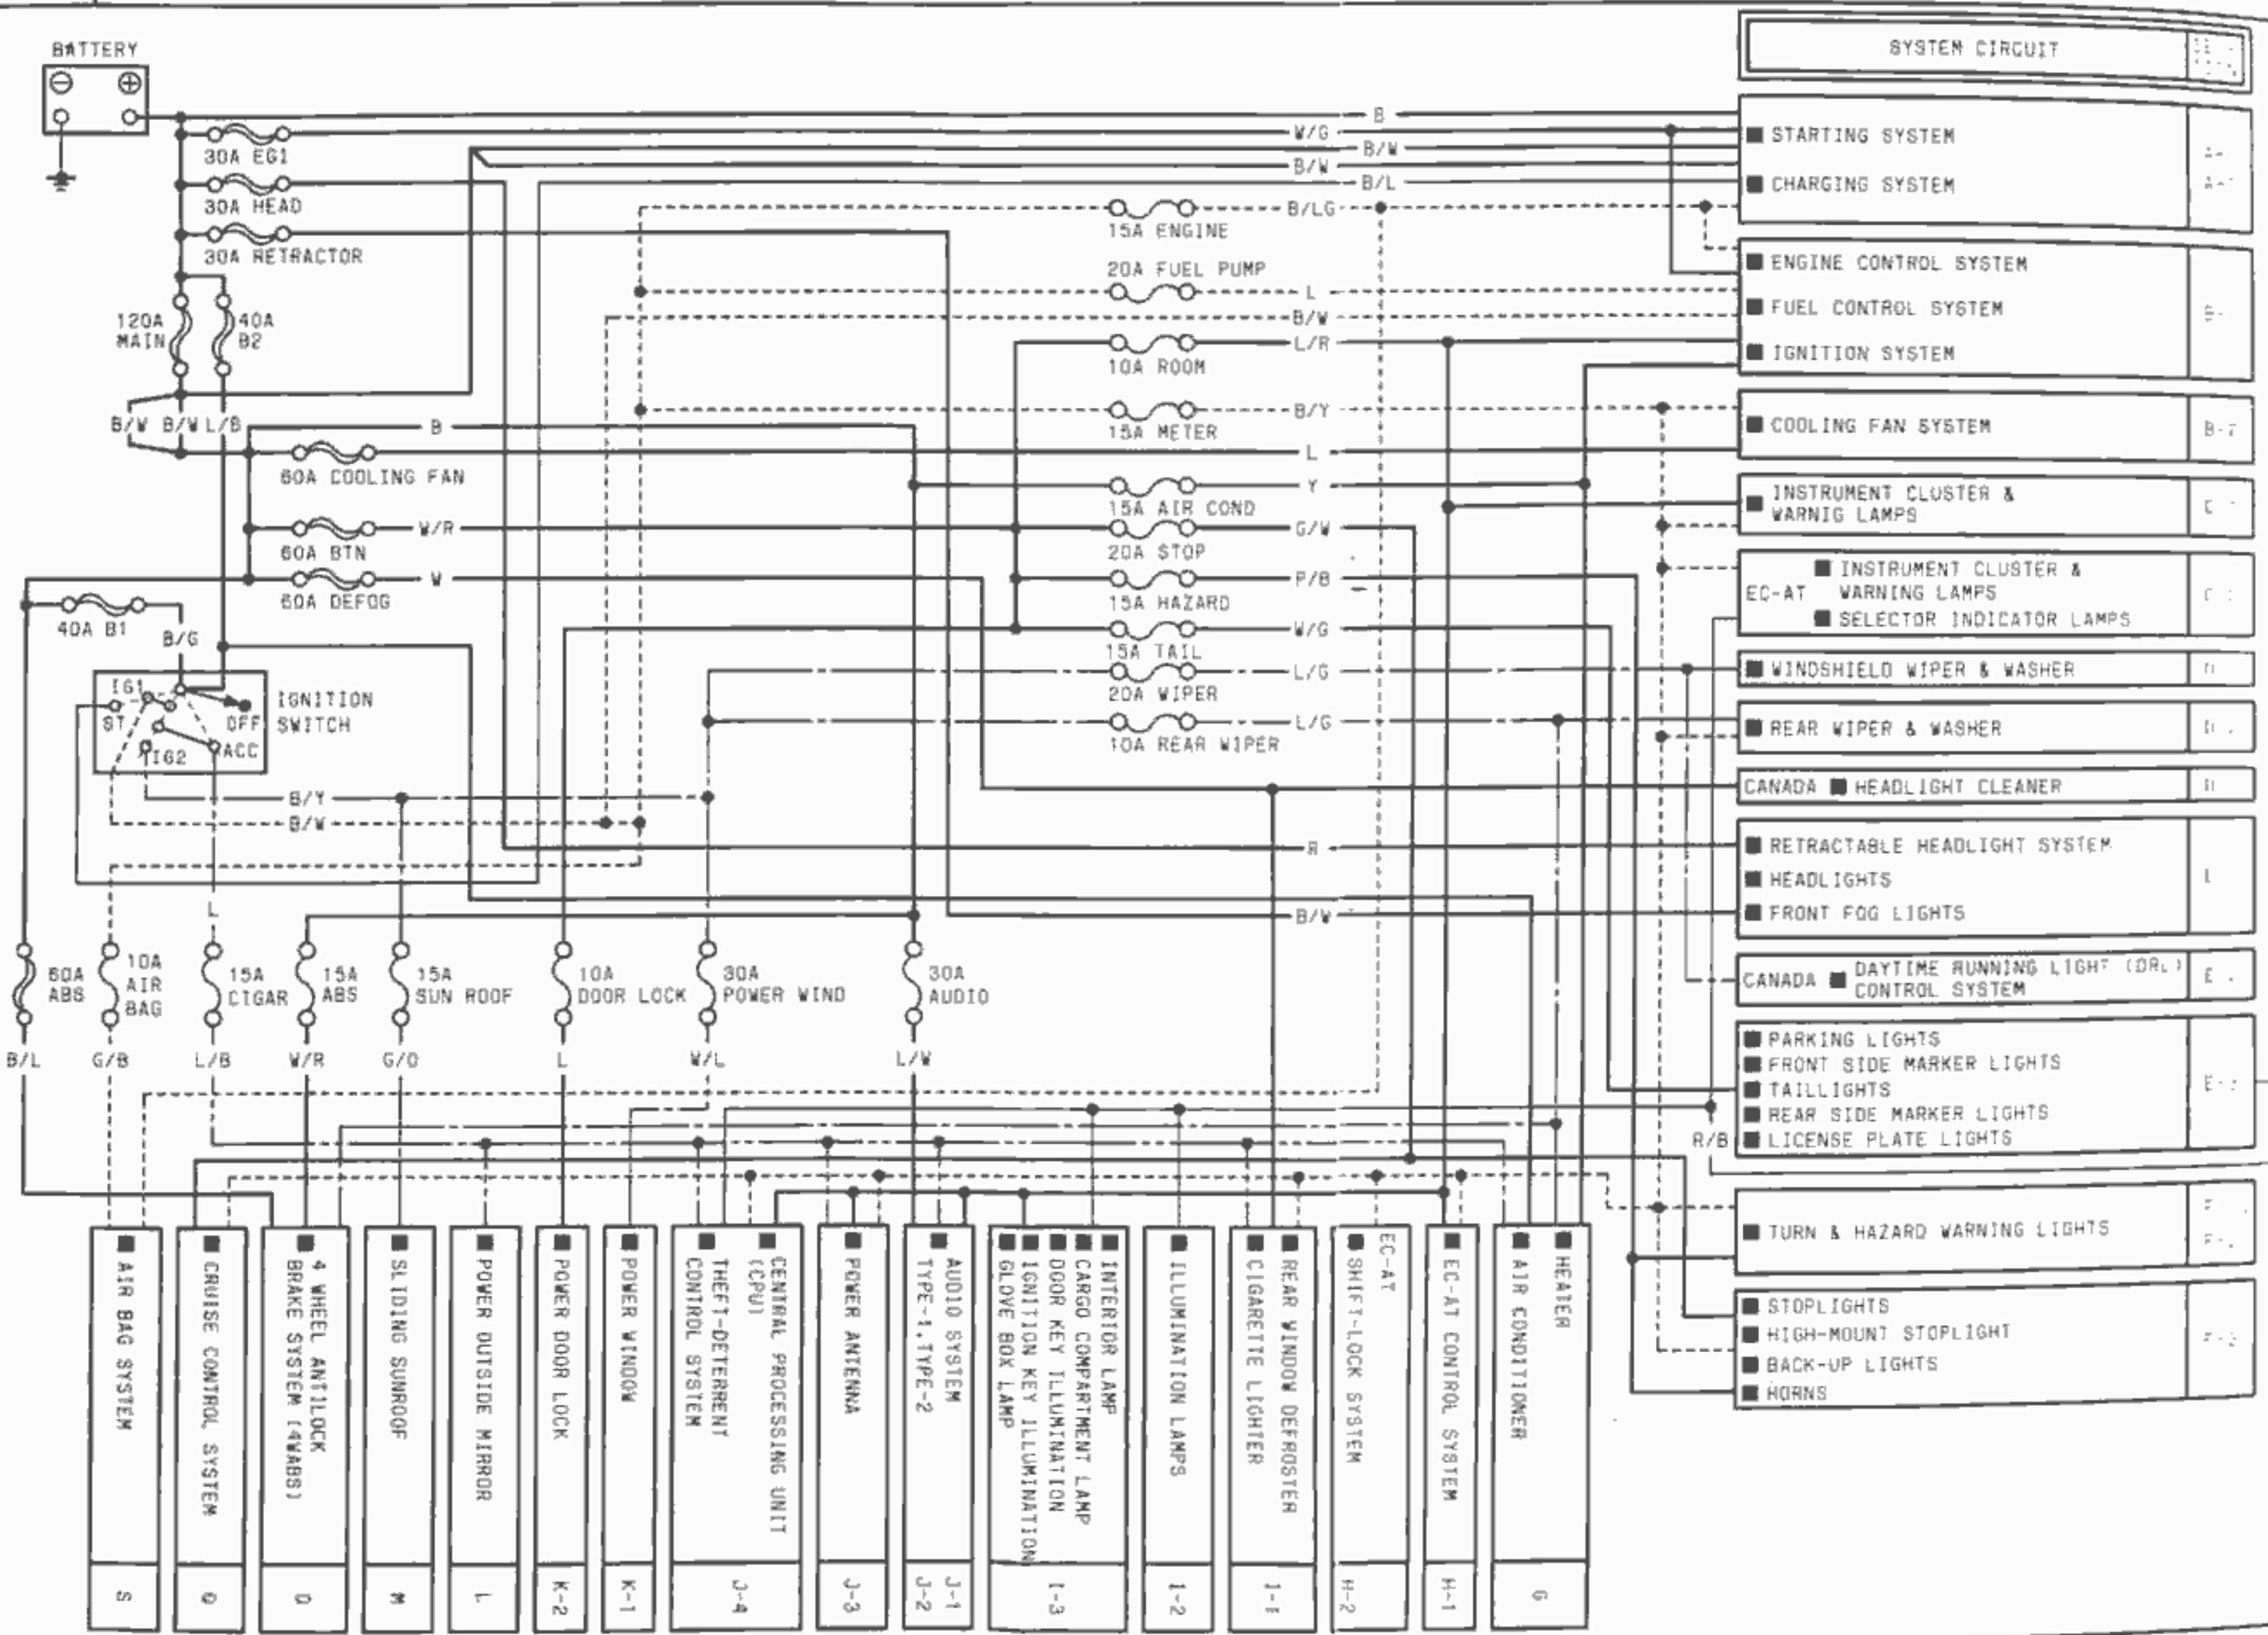 BATTERY
30A EG1
30A HEAD
30A RETRACTOR
120A
MAIN
40A
B2
B/W
B/W
L/B
B
60A COOLING FAN
60A BTN
W/R
60A DEFOG
W
40A B1
B/G
IG1
ST
OFF
IG2
ACC
IGNITION
SWITCH
B/Y
B/W
L
B
W/G
B/W
B/W
B/L
B/LG
15A ENGINE
20A FUEL PUMP
L
B/W
L/R
10A ROOM
B/Y
15A METER
L
Y
15A AIR COND
G/W
20A STOP
P/B
15A HAZARD
W/G
15A TAIL
L/G
20A WIPER
L/G
10A REAR WIPER
R
B/W
60A
ABS
10A
AIR
BAG
15A
CIGAR
15A
ABS
15A
SUN ROOF
10A
DOOR LOCK
30A
POWER WIND
30A
AUDIO
B/L
G/B
L/B
W/R
G/O
L
W/L
L/W
R/B
SYSTEM CIRCUIT
STARTING SYSTEM
CHARGING SYSTEM
ENGINE CONTROL SYSTEM
FUEL CONTROL SYSTEM
IGNITION SYSTEM
COOLING FAN SYSTEM
INSTRUMENT CLUSTER &
WARNIG LAMPS
EC-AT
INSTRUMENT CLUSTER &
WARNING LAMPS
SELECTOR INDICATOR LAMPS
WINDSHIELD WIPER & WASHER
REAR WIPER & WASHER
CANADA HEADLIGHT CLEANER
RETRACTABLE HEADLIGHT SYSTEM
HEADLIGHTS
FRONT FOG LIGHTS
CANADA
DAYTIME RUNNING LIGHT (DRL)
CONTROL SYSTEM
PARKING LIGHTS
FRONT SIDE MARKER LIGHTS
TAILLIGHTS
REAR SIDE MARKER LIGHTS
LICENSE PLATE LIGHTS
TURN & HAZARD WARNING LIGHTS
STOPLIGHTS
HIGH-MOUNT STOPLIGHT
BACK-UP LIGHTS
HORNS
AIR BAG SYSTEM
S
CRUISE CONTROL SYSTEM
Q
4 WHEEL ANTILOCK
BRAKE SYSTEM (4WABS)
O
SLIDING SUNROOF
M
POWER OUTSIDE MIRROR
L
POWER DOOR LOCK
K-2
POWER WINDOW
K-1
CENTRAL PROCESSING UNIT
(CPU)
THEFT-DETERRENT
CONTROL SYSTEM
J-4
POWER ANTENNA
J-3
AUDIO SYSTEM
TYPE-1,TYPE-2
J-1
J-2
INTERIOR LAMP
CARGO COMPARTMENT LAMP
DOOR KEY ILLUMINATION
IGNITION KEY ILLUMINATION
GLOVE BOX LAMP
I-3
ILLUMINATION LAMPS
I-2
REAR WINDOW DEFROSTER
CIGARETTE LIGHTER
I-1
EC-AT
SHIFT-LOCK SYSTEM
H-2
EC-AT CONTROL SYSTEM
H-1
HEATER
AIR CONDITIONER
G